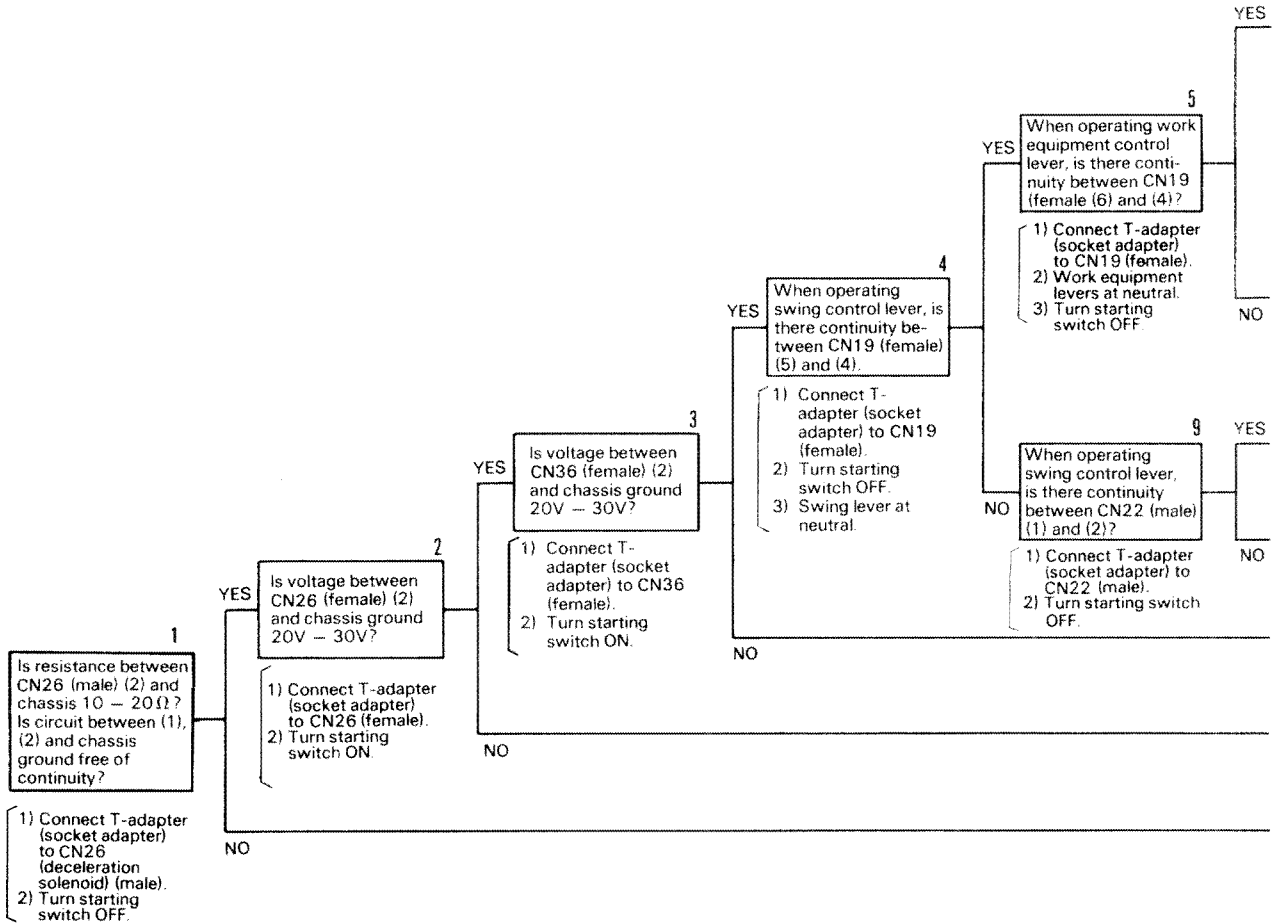 1
Is resistance between
CN26 (male) (2) and
chassis 10 – 20Ω?
Is circuit between (1),
(2) and chassis
ground free of
continuity?
1) Connect T-adapter
(socket adapter)
to CN26
(deceleration
solenoid) (male).
2) Turn starting
switch OFF.
YES
NO
2
Is voltage between
CN26 (female) (2)
and chassis ground
20V – 30V?
1) Connect T-adapter
(socket adapter)
to CN26 (female).
2) Turn starting
switch ON.
YES
NO
3
Is voltage between
CN36 (female) (2)
and chassis ground
20V – 30V?
1) Connect T-
adapter (socket
adapter) to CN36
(female).
2) Turn starting
switch ON.
YES
NO
4
When operating
swing control lever, is
there continuity be-
tween CN19 (female)
(5) and (4).
1) Connect T-
adapter (socket
adapter) to CN19
(female).
2) Turn starting
switch OFF.
3) Swing lever at
neutral.
YES
5
When operating work
equipment control
lever, is there conti-
nuity between CN19
(female (6) and (4)?
1) Connect T-adapter
(socket adapter)
to CN19 (female).
2) Work equipment
levers at neutral.
3) Turn starting
switch OFF.
YES
NO
NO
9
When operating
swing control lever,
is there continuity
between CN22 (male)
(1) and (2)?
1) Connect T-adapter
(socket adapter) to
CN22 (male).
2) Turn starting switch
OFF.
YES
NO